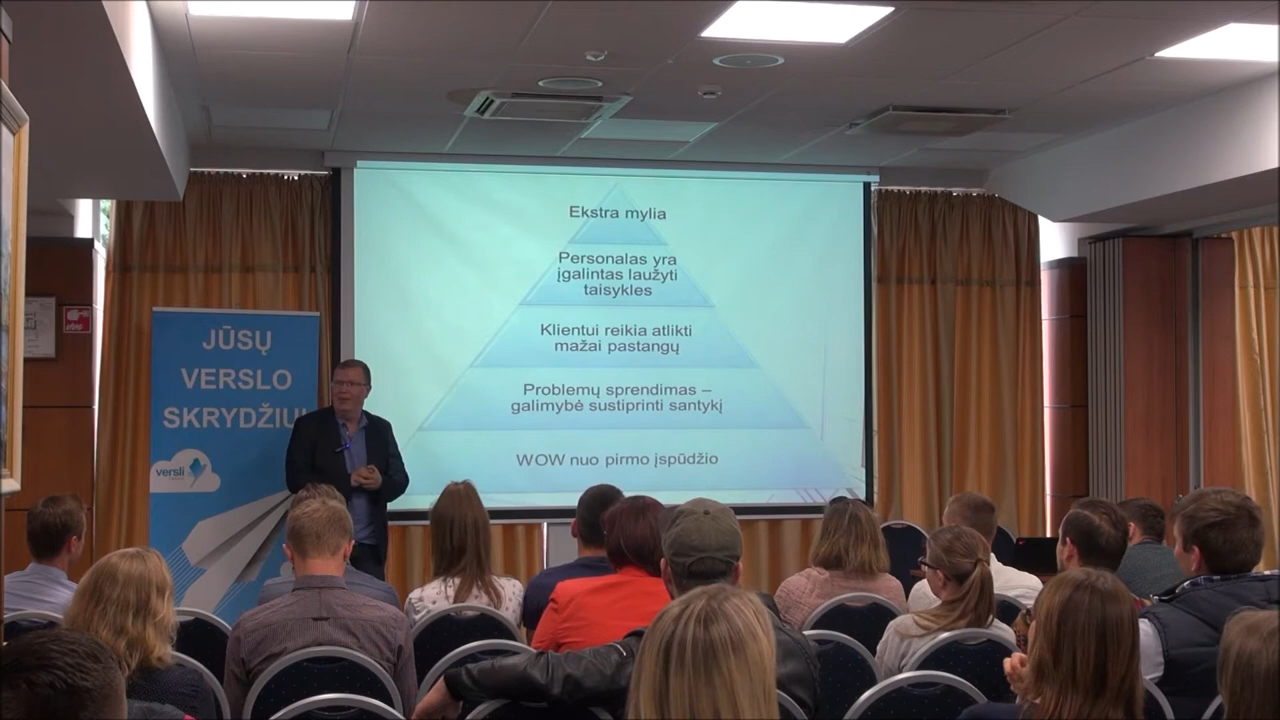 Ekstra mylia
Personalas yra
įgalintas laužyti
taisykles
Klientui reikia atlikti
mažai pastangų
Problemų sprendimas –
galimybė sustiprinti santykį
WOW nuo pirmo įspūdžio
JŪSŲ
VERSLO
SKRYDŽIUI
versli